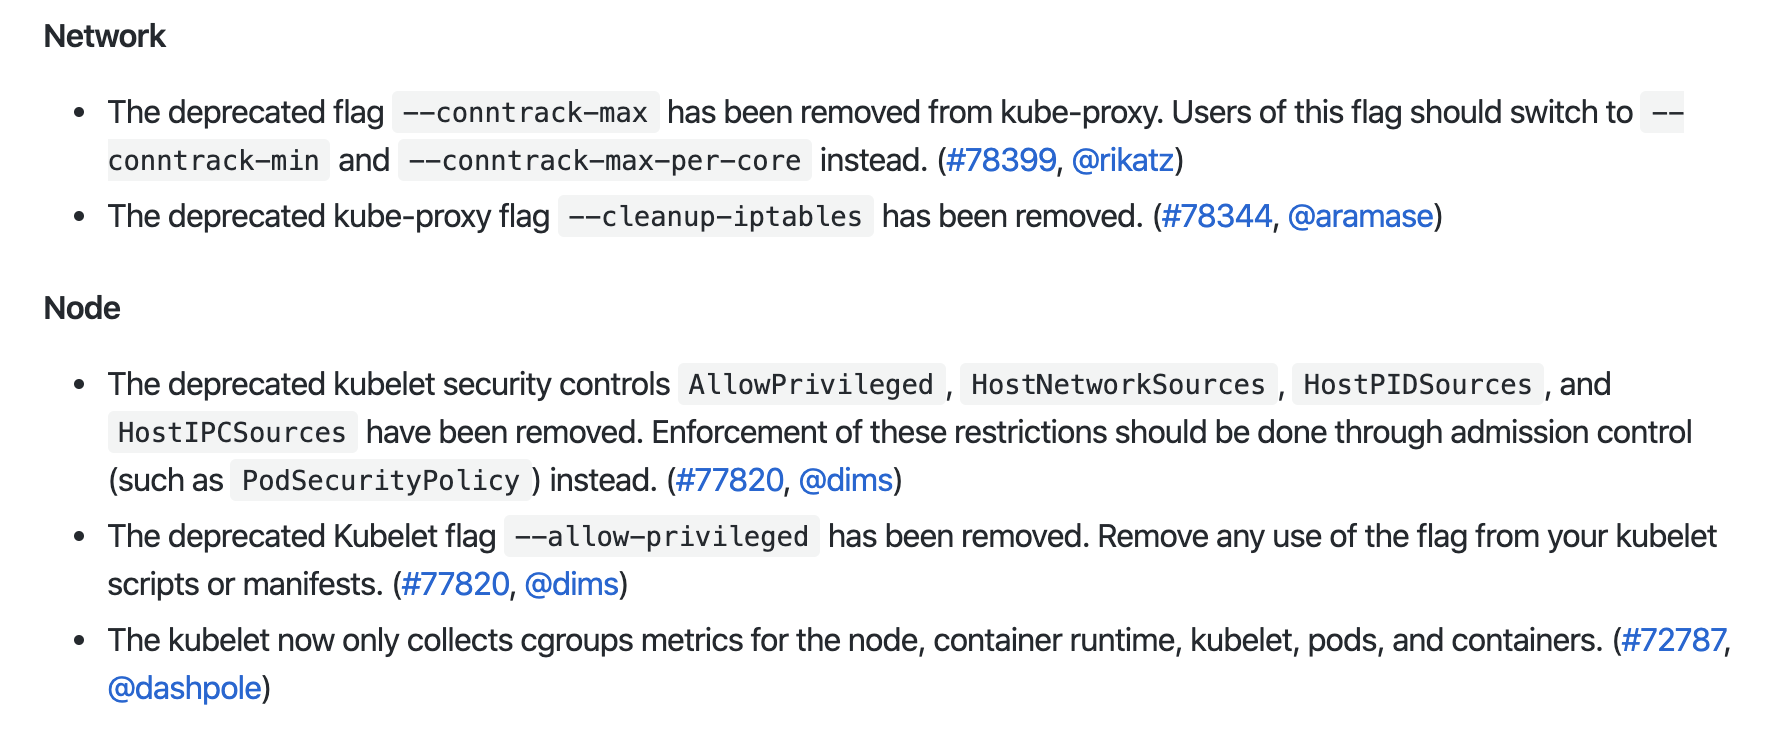 Network
• The deprecated flag --conntrack-max has been removed from kube-proxy. Users of this flag should switch to --
conntrack-min and --conntrack-max-per-core instead. (#78399, @rikatz)
• The deprecated kube-proxy flag --cleanup-iptables has been removed. (#78344, @aramase)
Node
• The deprecated kubelet security controls AllowPrivileged, HostNetworkSources, HostPIDSources, and
HostIPCSources have been removed. Enforcement of these restrictions should be done through admission control
(such as PodSecurityPolicy) instead. (#77820, @dims)
• The deprecated Kubelet flag --allow-privileged has been removed. Remove any use of the flag from your kubelet
scripts or manifests. (#77820, @dims)
• The kubelet now only collects cgroups metrics for the node, container runtime, kubelet, pods, and containers. (#72787,
@dashpole)